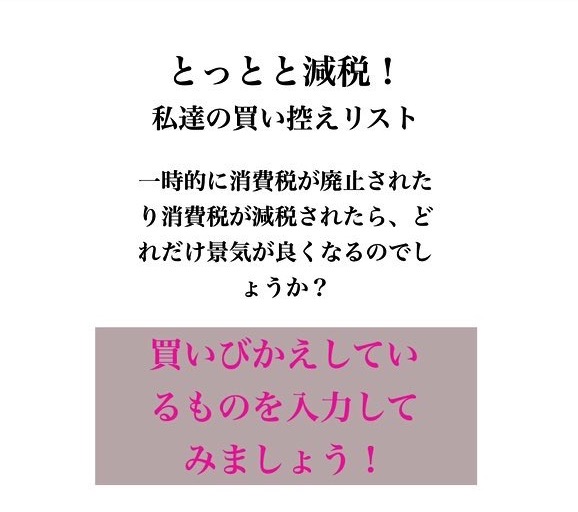 とっとと減税！
私達の買い控えリスト
一時的に消費税が廃止された
り消費税が減税されたら、ど
れだけ景気が良くなるのでし
ょうか？
買いびかえしてい
るものを入力して
みましょう！